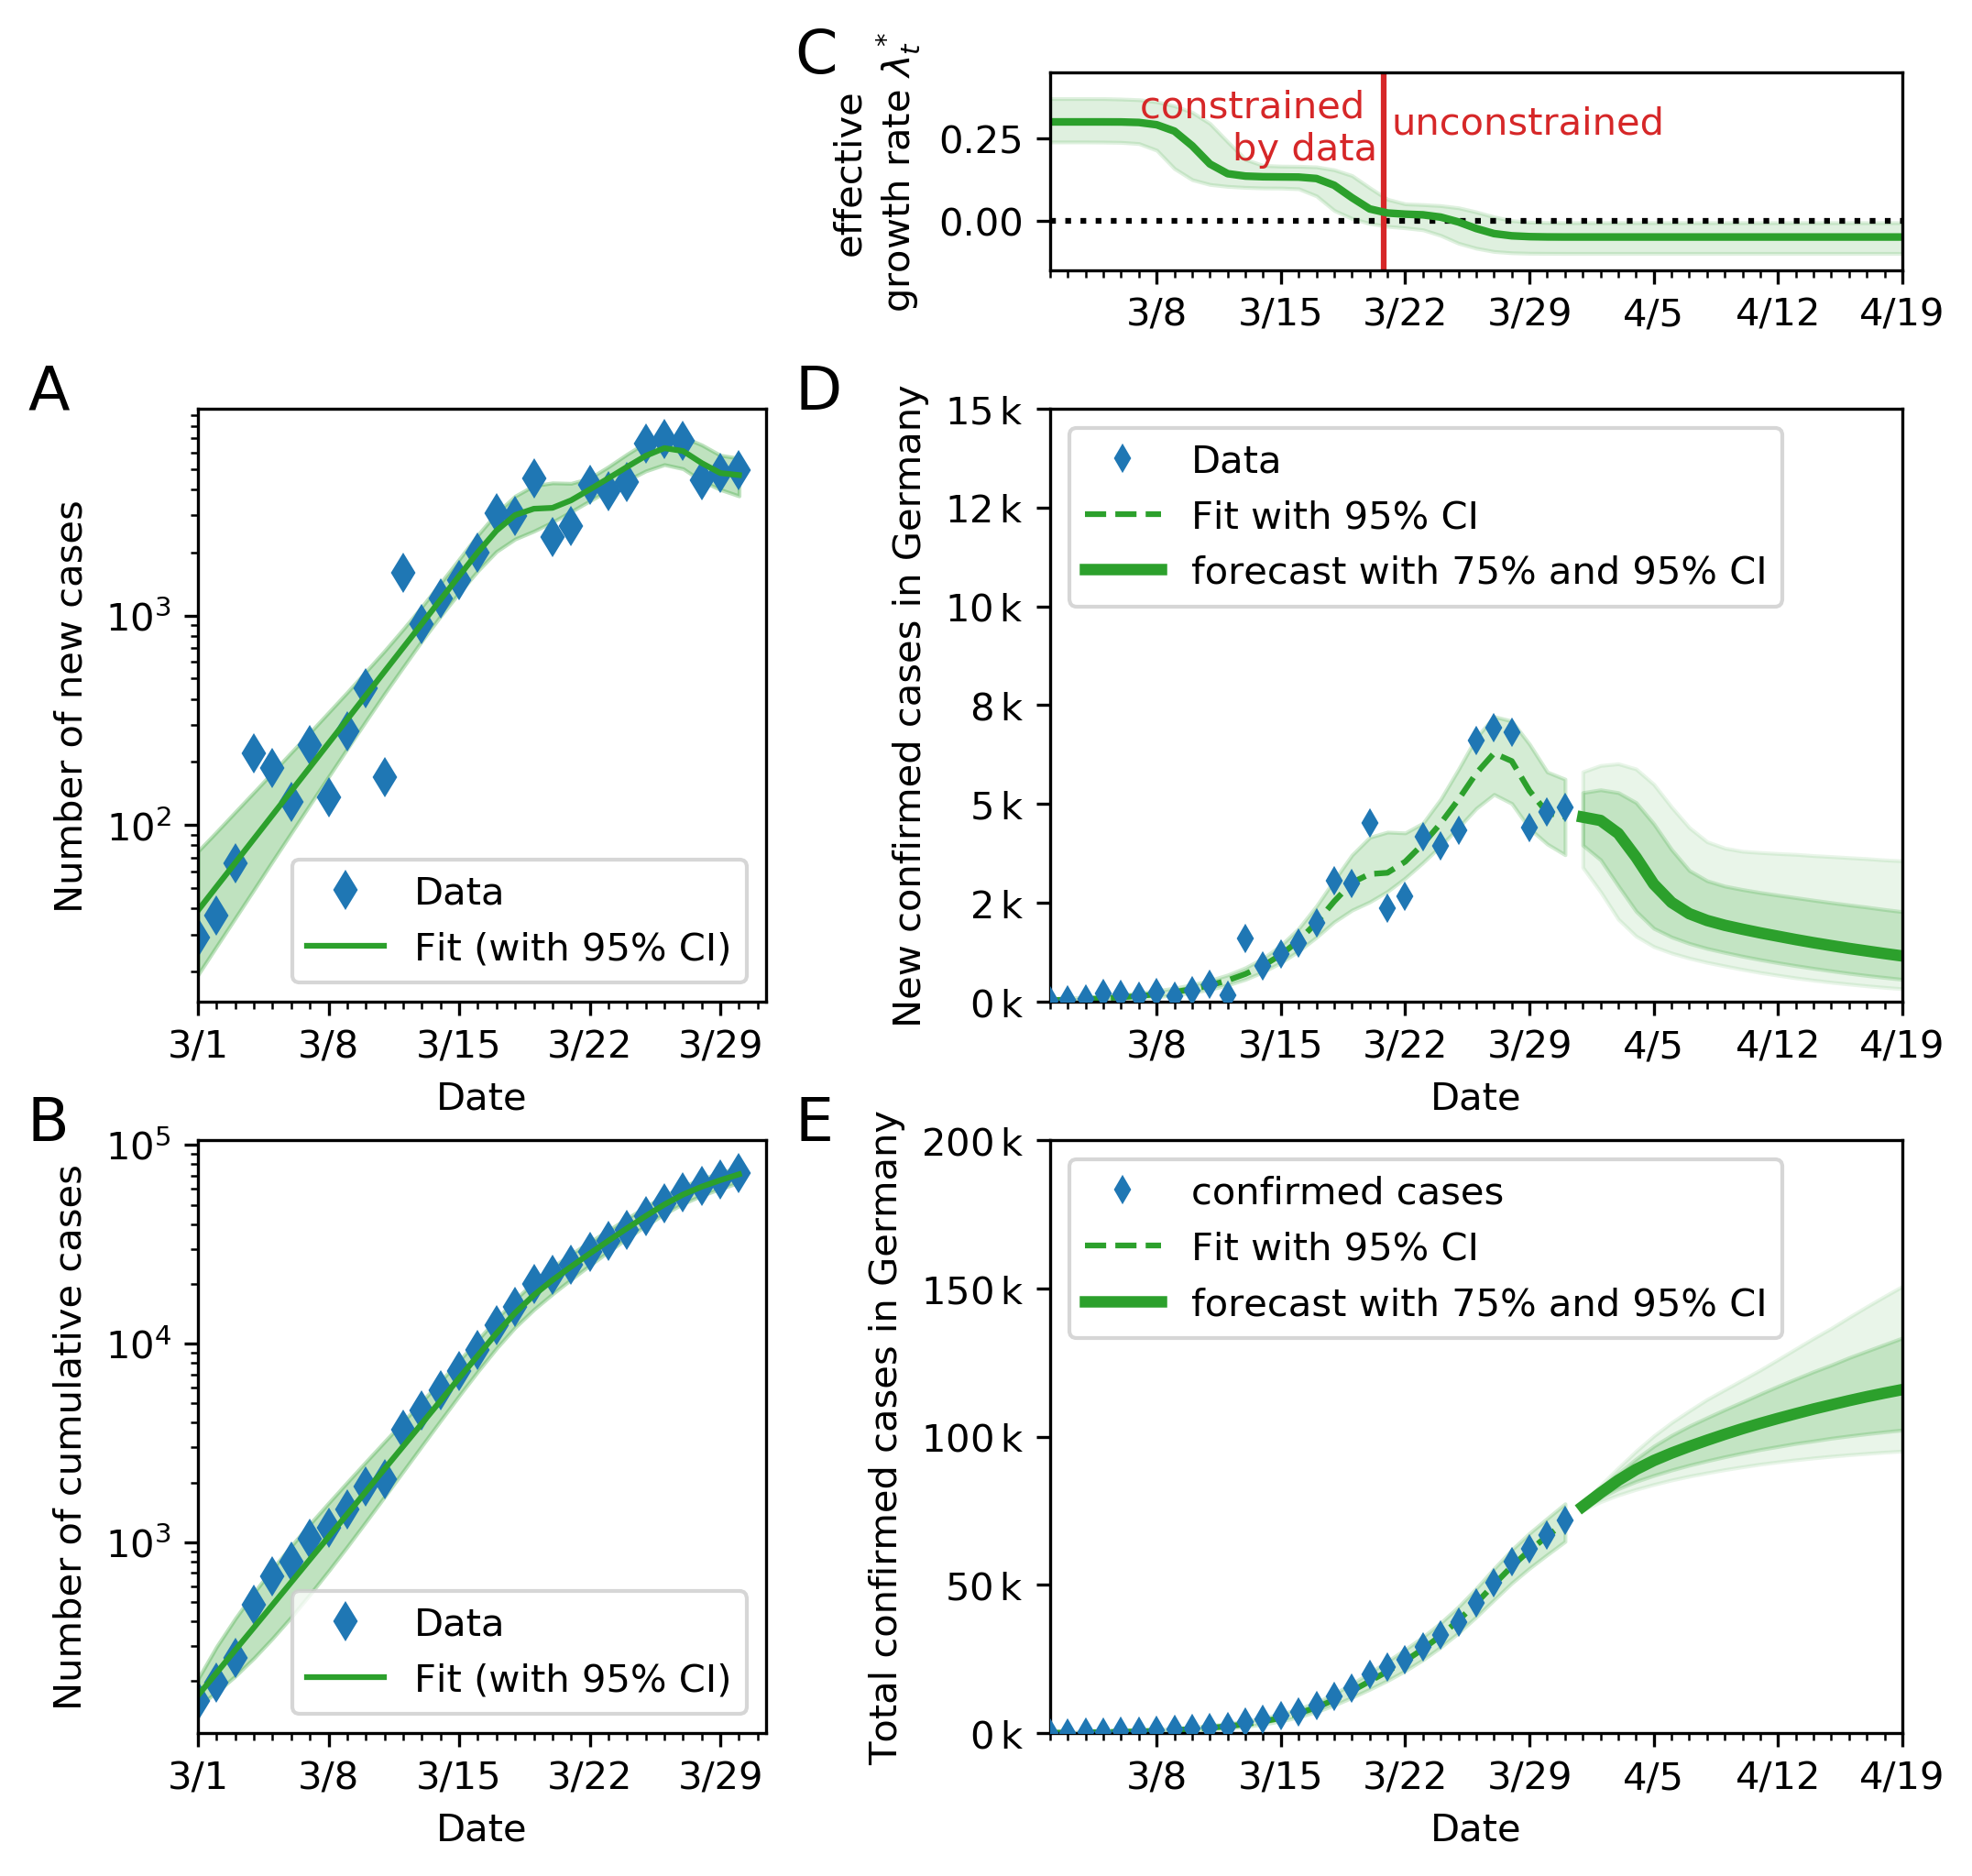 C
effective
growth rate λ*t
0.25
0.00
constrained
by data
unconstrained
3/8 3/15 3/22 3/29 4/5 4/12 4/19
A
Number of new cases
10³
10²
Data
Fit (with 95% CI)
3/1 3/8 3/15 3/22 3/29
Date
D
New confirmed cases in Germany
15 k
12 k
10 k
8 k
5 k
2 k
0 k
Data
Fit with 95% CI
forecast with 75% and 95% CI
3/8 3/15 3/22 3/29 4/5 4/12 4/19
Date
B
Number of cumulative cases
10⁵
10⁴
10³
Data
Fit (with 95% CI)
3/1 3/8 3/15 3/22 3/29
Date
E
Total confirmed cases in Germany
200 k
150 k
100 k
50 k
0 k
confirmed cases
Fit with 95% CI
forecast with 75% and 95% CI
3/8 3/15 3/22 3/29 4/5 4/12 4/19
Date